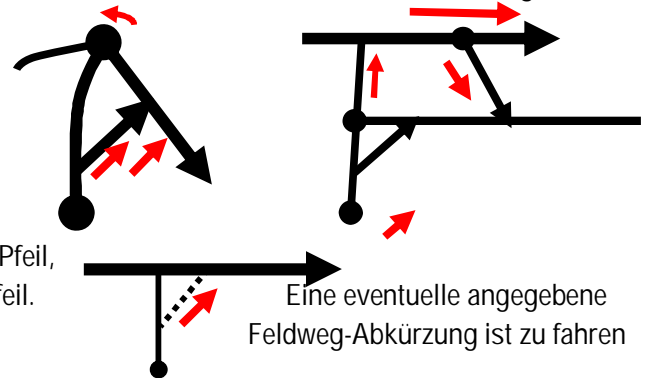 Pfeil,
feil.
Eine eventuelle angegebene
Feldweg-Abkürzung ist zu fahren